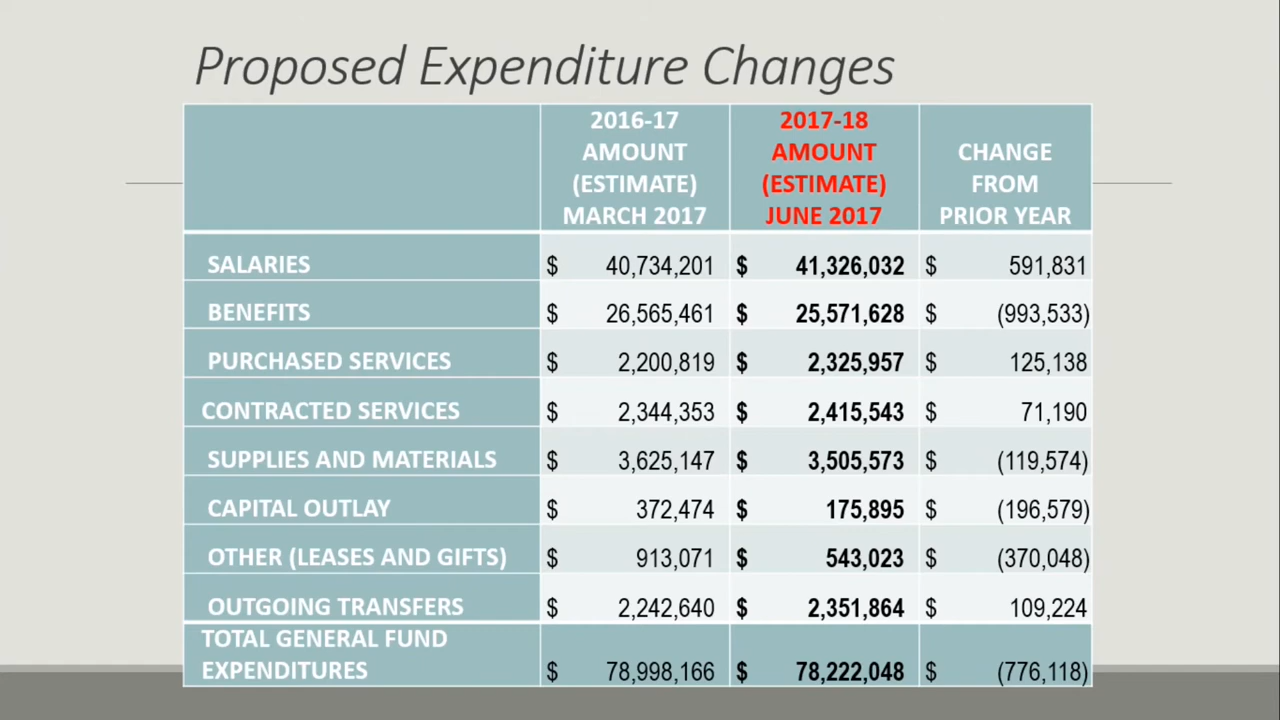 Proposed Expenditure Changes
2016-17 AMOUNT (ESTIMATE) MARCH 2017 2017-18 AMOUNT (ESTIMATE) JUNE 2017 CHANGE FROM PRIOR YEAR
SALARIES $ 40,734,201 $ 41,326,032 $ 591,831
BENEFITS $ 26,565,461 $ 25,571,628 $ (993,533)
PURCHASED SERVICES $ 2,200,819 $ 2,325,957 $ 125,138
CONTRACTED SERVICES $ 2,344,353 $ 2,415,543 $ 71,190
SUPPLIES AND MATERIALS $ 3,625,147 $ 3,505,573 $ (119,574)
CAPITAL OUTLAY $ 372,474 $ 175,895 $ (196,579)
OTHER (LEASES AND GIFTS) $ 913,071 $ 543,023 $ (370,048)
OUTGOING TRANSFERS $ 2,242,640 $ 2,351,864 $ 109,224
TOTAL GENERAL FUND
EXPENDITURES $ 78,998,166 $ 78,222,048 $ (776,118)